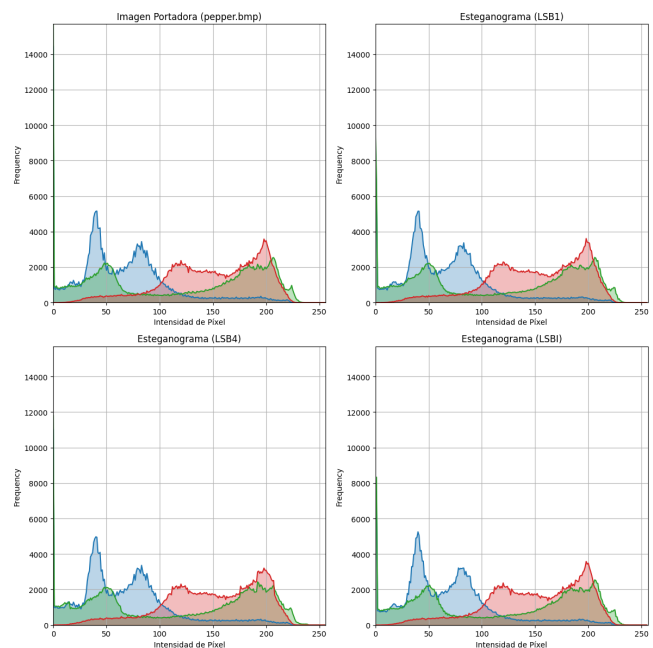 Imagen Portadora (pepper.bmp)
14000
12000
10000
8000
6000
4000
2000
0
Frequency
0 50 100 150 200 250
Intensidad de Pixel
Esteganograma (LSB1)
14000
12000
10000
8000
6000
4000
2000
0
Frequency
0 50 100 150 200 250
Intensidad de Pixel
Esteganograma (LSB4)
14000
12000
10000
8000
6000
4000
2000
0
Frequency
0 50 100 150 200 250
Intensidad de Pixel
Esteganograma (LSBI)
14000
12000
10000
8000
6000
4000
2000
0
Frequency
0 50 100 150 200 250
Intensidad de Pixel